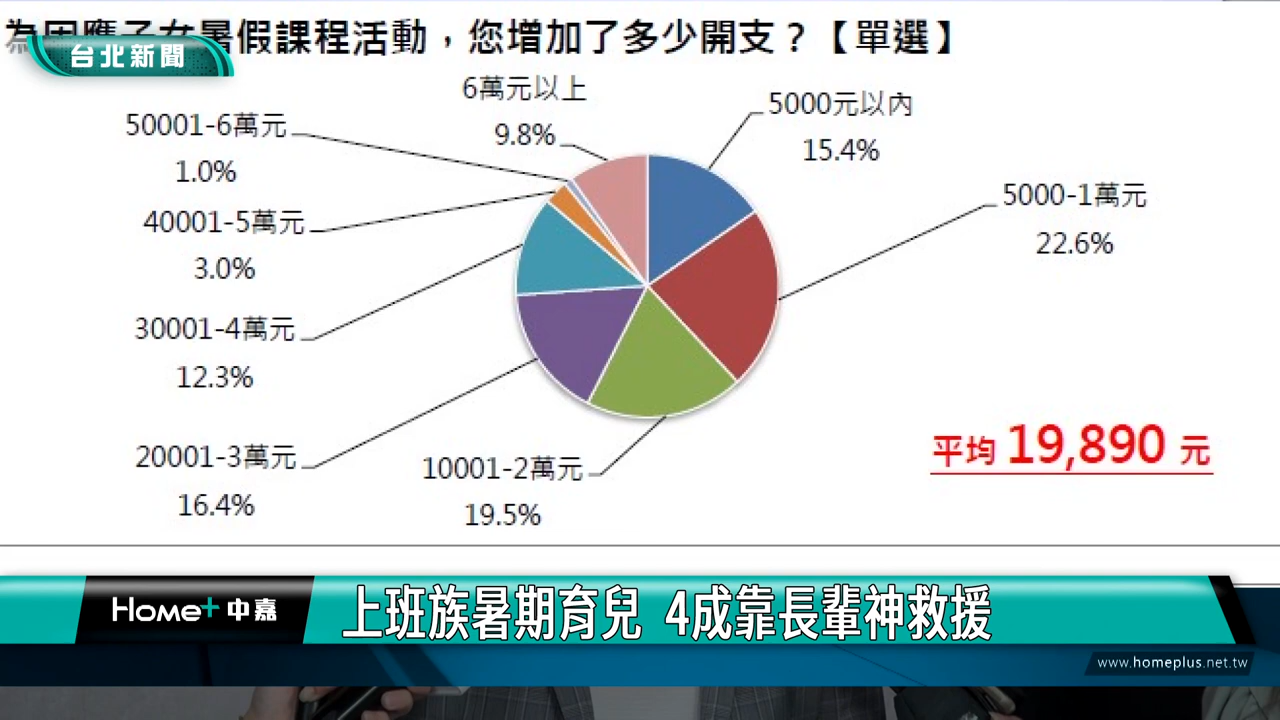 為因應子女暑假課程活動，您增加了多少開支？【單選】
台北新聞
6萬元以上
9.8%
5000元以內
15.4%
50001-6萬元
1.0%
5000-1萬元
22.6%
40001-5萬元
3.0%
30001-4萬元
12.3%
20001-3萬元
16.4%
10001-2萬元
19.5%
平均 19,890 元
Home+中嘉
上班族暑期育兒 4成靠長輩神救援
www.homeplus.net.tw